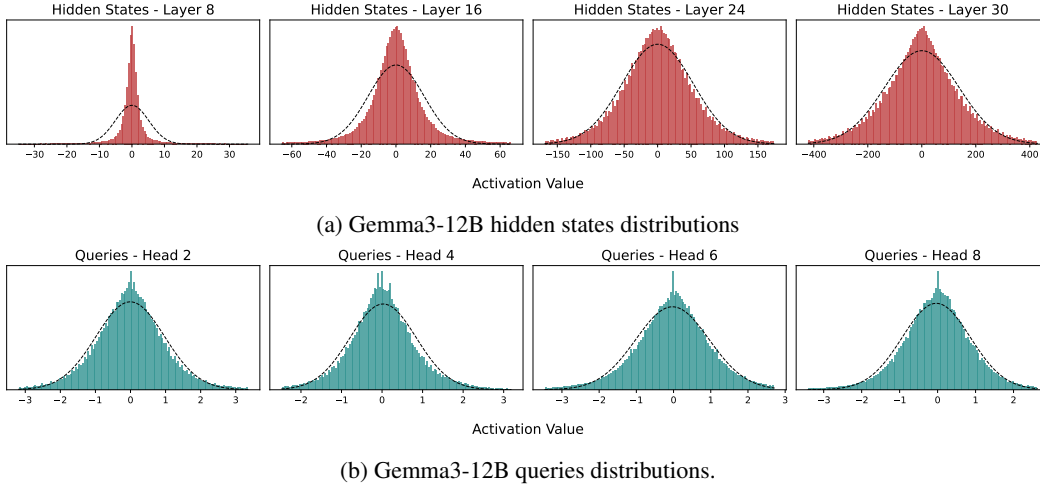 Hidden States - Layer 8 Hidden States - Layer 16 Hidden States - Layer 24 Hidden States - Layer 30
−30 −20 −10 0 10 20 30 −60 −40 −20 0 20 40 60 −150 −100 −50 0 50 100 150 −400 −200 0 200 400
Activation Value
(a) Gemma3-12B hidden states distributions
Queries - Head 2 Queries - Head 4 Queries - Head 6 Queries - Head 8
−3 −2 −1 0 1 2 3 −2 −1 0 1 2 3 −3 −2 −1 0 1 2 3 −3 −2 −1 0 1 2
Activation Value
(b) Gemma3-12B queries distributions.